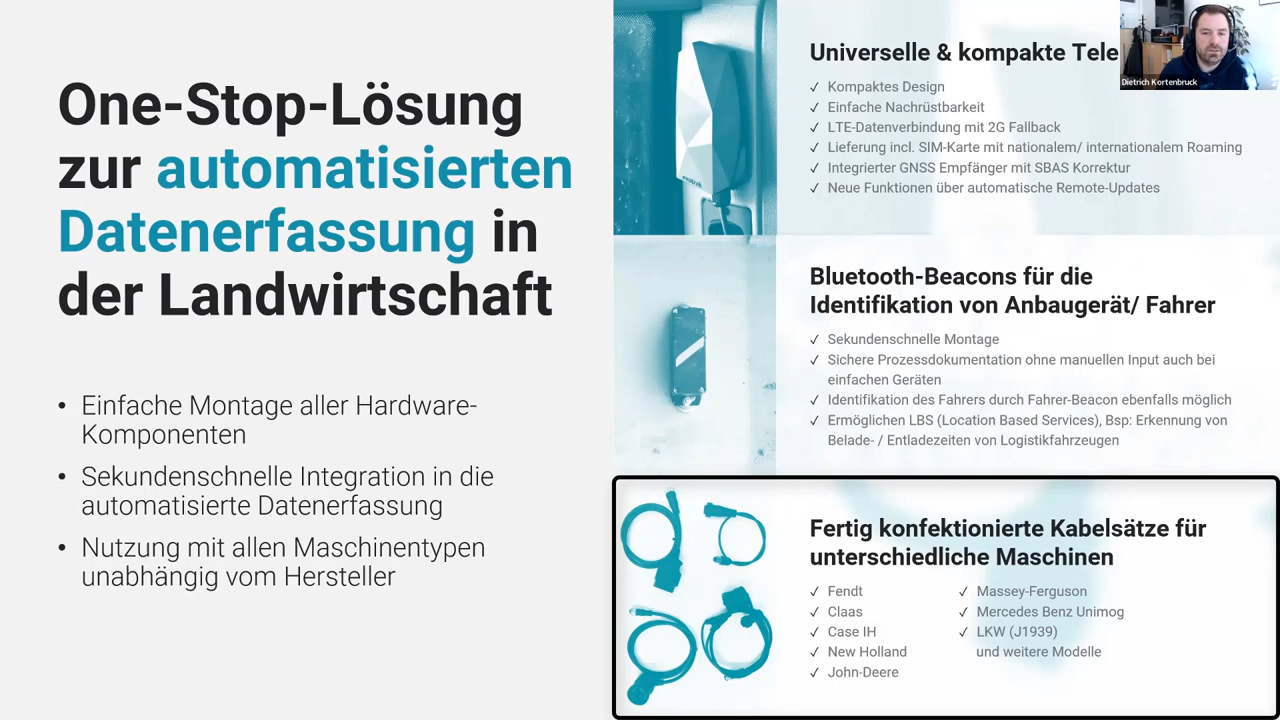 One-Stop-Lösung
zur automatisierten
Datenerfassung in
der Landwirtschaft
• Einfache Montage aller Hardware-
Komponenten
• Sekundenschnelle Integration in die
automatisierte Datenerfassung
• Nutzung mit allen Maschinentypen
unabhängig vom Hersteller
Universelle & kompakte Tele
✓ Kompaktes Design
✓ Einfache Nachrüstbarkeit
✓ LTE-Datenverbindung mit 2G Fallback
✓ Lieferung incl. SIM-Karte mit nationalem/ internationalem Roaming
✓ Integrierter GNSS Empfänger mit SBAS Korrektur
✓ Neue Funktionen über automatische Remote-Updates
Dietrich Kortenbruck
Bluetooth-Beacons für die
Identifikation von Anbaugerät/ Fahrer
✓ Sekundenschnelle Montage
✓ Sichere Prozessdokumentation ohne manuellen Input auch bei
einfachen Geräten
✓ Identifikation des Fahrers durch Fahrer-Beacon ebenfalls möglich
✓ Ermöglichen LBS (Location Based Services), Bsp: Erkennung von
Belade- / Entladezeiten von Logistikfahrzeugen
Fertig konfektionierte Kabelsätze für
unterschiedliche Maschinen
✓ Fendt
✓ Claas
✓ Case IH
✓ New Holland
✓ John-Deere
✓ Massey-Ferguson
✓ Mercedes Benz Unimog
✓ LKW (J1939)
und weitere Modelle